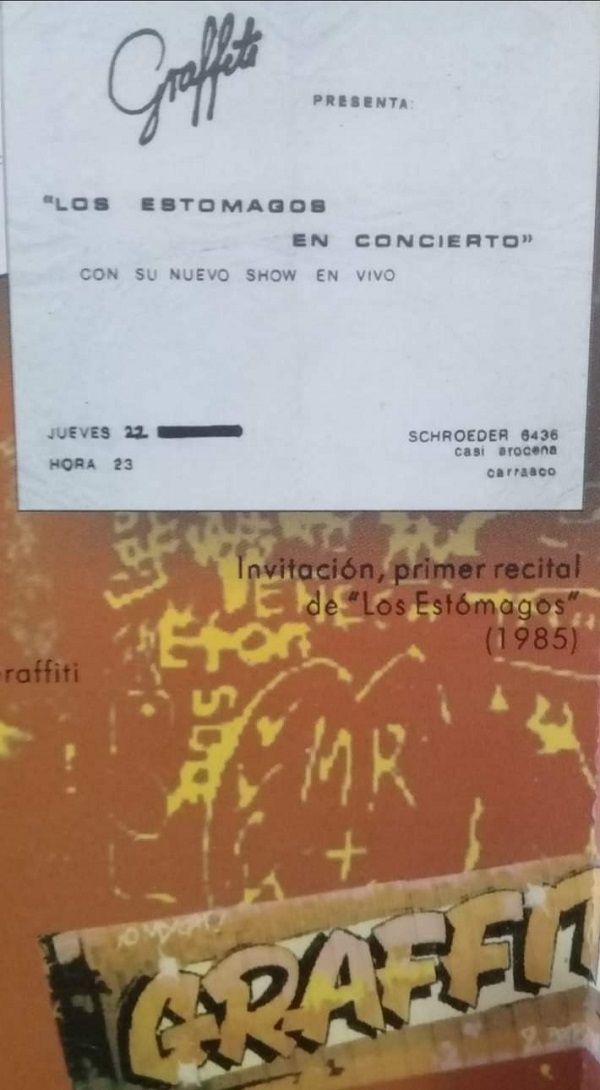 Graffiti
PRESENTA:
"LOS ESTOMAGOS
EN CONCIERTO"
CON SU NUEVO SHOW EN VIVO
JUEVES 22
HORA 23
SCHROEDER 6436
casi arocena
carrasco
Invitación, primer recital
de "Los Estómagos"
(1985)
raffiti
MR
+
GRAFFITI